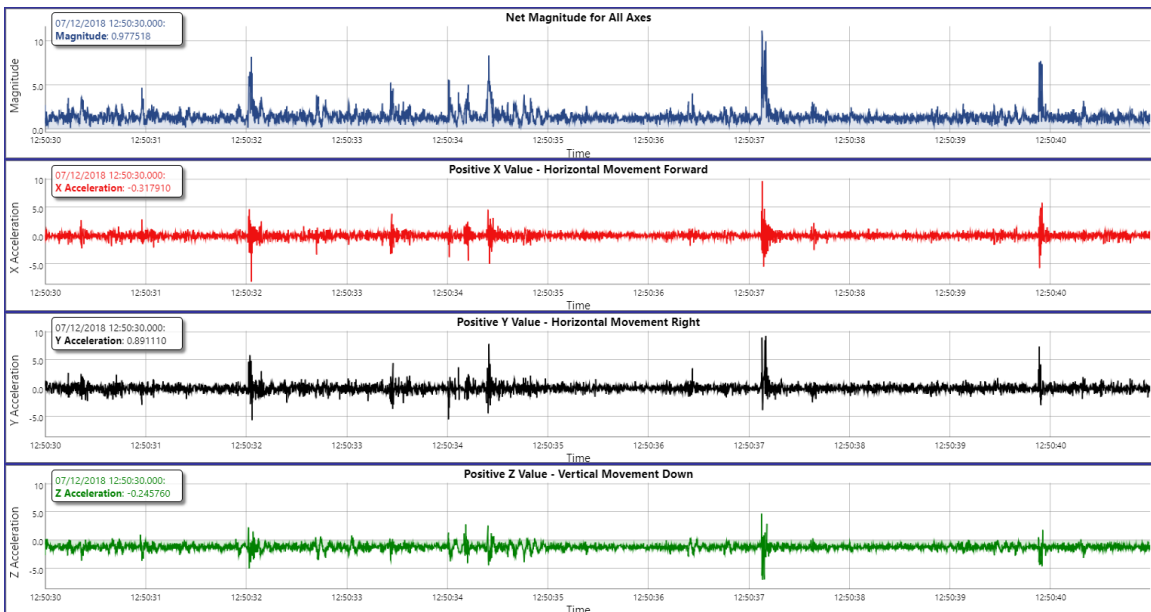 Net Magnitude for All Axes
07/12/2018 12:50:30.000:
Magnitude: 0.977518
Magnitude
10
5.0
0.0
12:50:30 12:50:31 12:50:32 12:50:33 12:50:34 12:50:35 12:50:36 12:50:37 12:50:38 12:50:39 12:50:40
Time
Positive X Value - Horizontal Movement Forward
07/12/2018 12:50:30.000:
X Acceleration: -0.317910
X Acceleration
10
5.0
0.0
-5.0
12:50:30 12:50:31 12:50:32 12:50:33 12:50:34 12:50:35 12:50:36 12:50:37 12:50:38 12:50:39 12:50:40
Time
Positive Y Value - Horizontal Movement Right
07/12/2018 12:50:30.000:
Y Acceleration: 0.891110
Y Acceleration
10
5.0
0.0
-5.0
12:50:30 12:50:31 12:50:32 12:50:33 12:50:34 12:50:35 12:50:36 12:50:37 12:50:38 12:50:39 12:50:40
Time
Positive Z Value - Vertical Movement Down
07/12/2018 12:50:30.000:
Z Acceleration: -0.245760
Z Acceleration
10
5.0
0.0
-5.0
12:50:30 12:50:31 12:50:32 12:50:33 12:50:34 12:50:35 12:50:36 12:50:37 12:50:38 12:50:39 12:50:40
Time